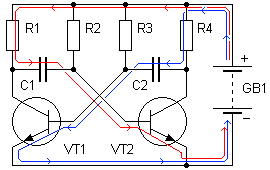 R1 R2 R3 R4
+
C1 C2 GB1
−
VT1 VT2